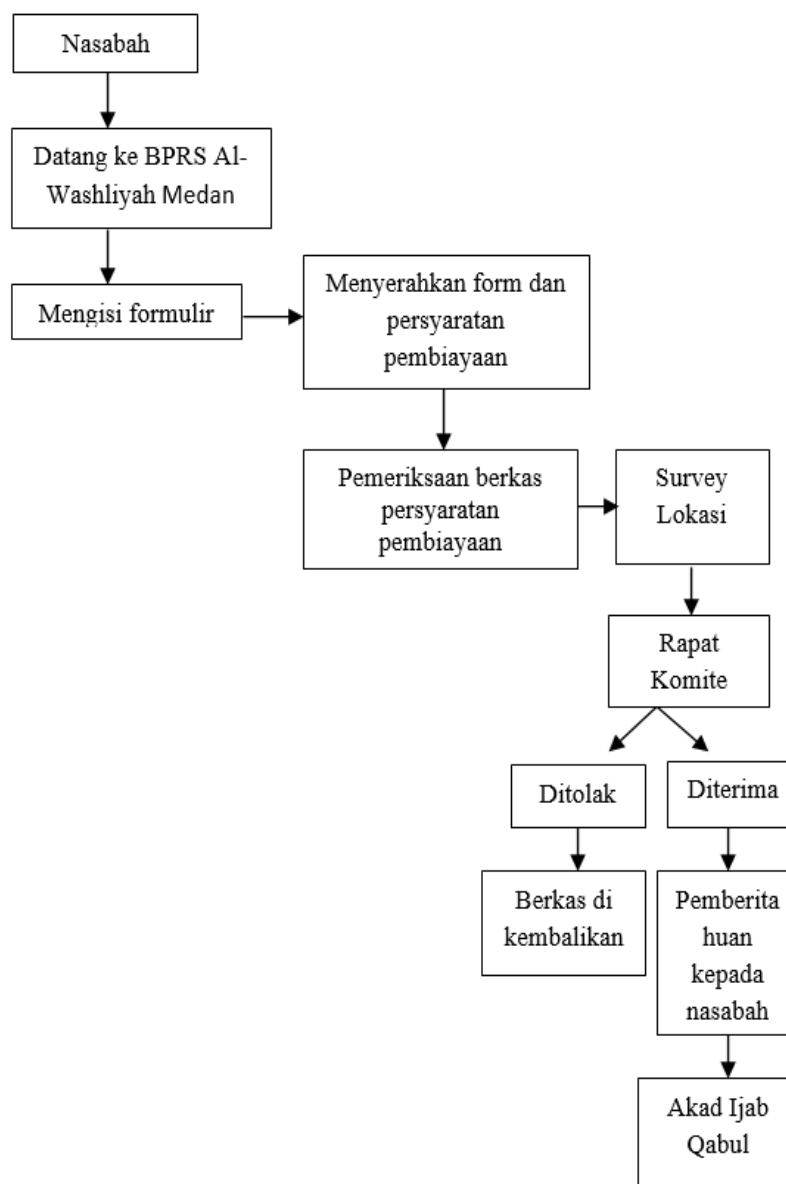 Nasabah
Datang ke BPRS Al-
Washliyah Medan
Mengisi formulir
Menyerahkan form dan
persyaratan
pembiayaan
Pemeriksaan berkas
persyaratan
pembiayaan
Survey
Lokasi
Rapat
Komite
Ditolak
Diterima
Berkas di
kembalikan
Pemberita
huan
kepada
nasabah
Akad Ijab
Qabul